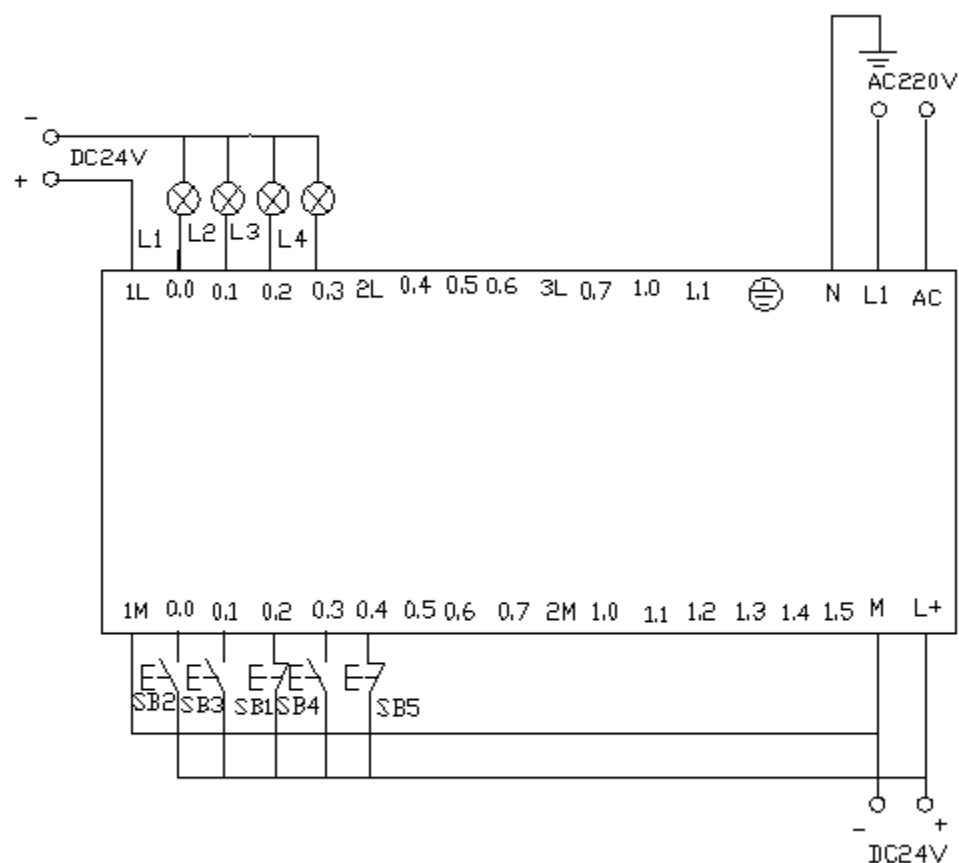 AC220V
-
DC24V
+
L1 L2 L3 L4
1L 0.0 0.1 0.2 0.3 2L 0.4 0.5 0.6 3L 0.7 1.0 1.1 N L1 AC
1M 0.0 0.1 0.2 0.3 0.4 0.5 0.6 0.7 2M 1.0 1.1 1.2 1.3 1.4 1.5 M L+
SB2 SB3 SB1 SB4 SB5
- +
DC24V